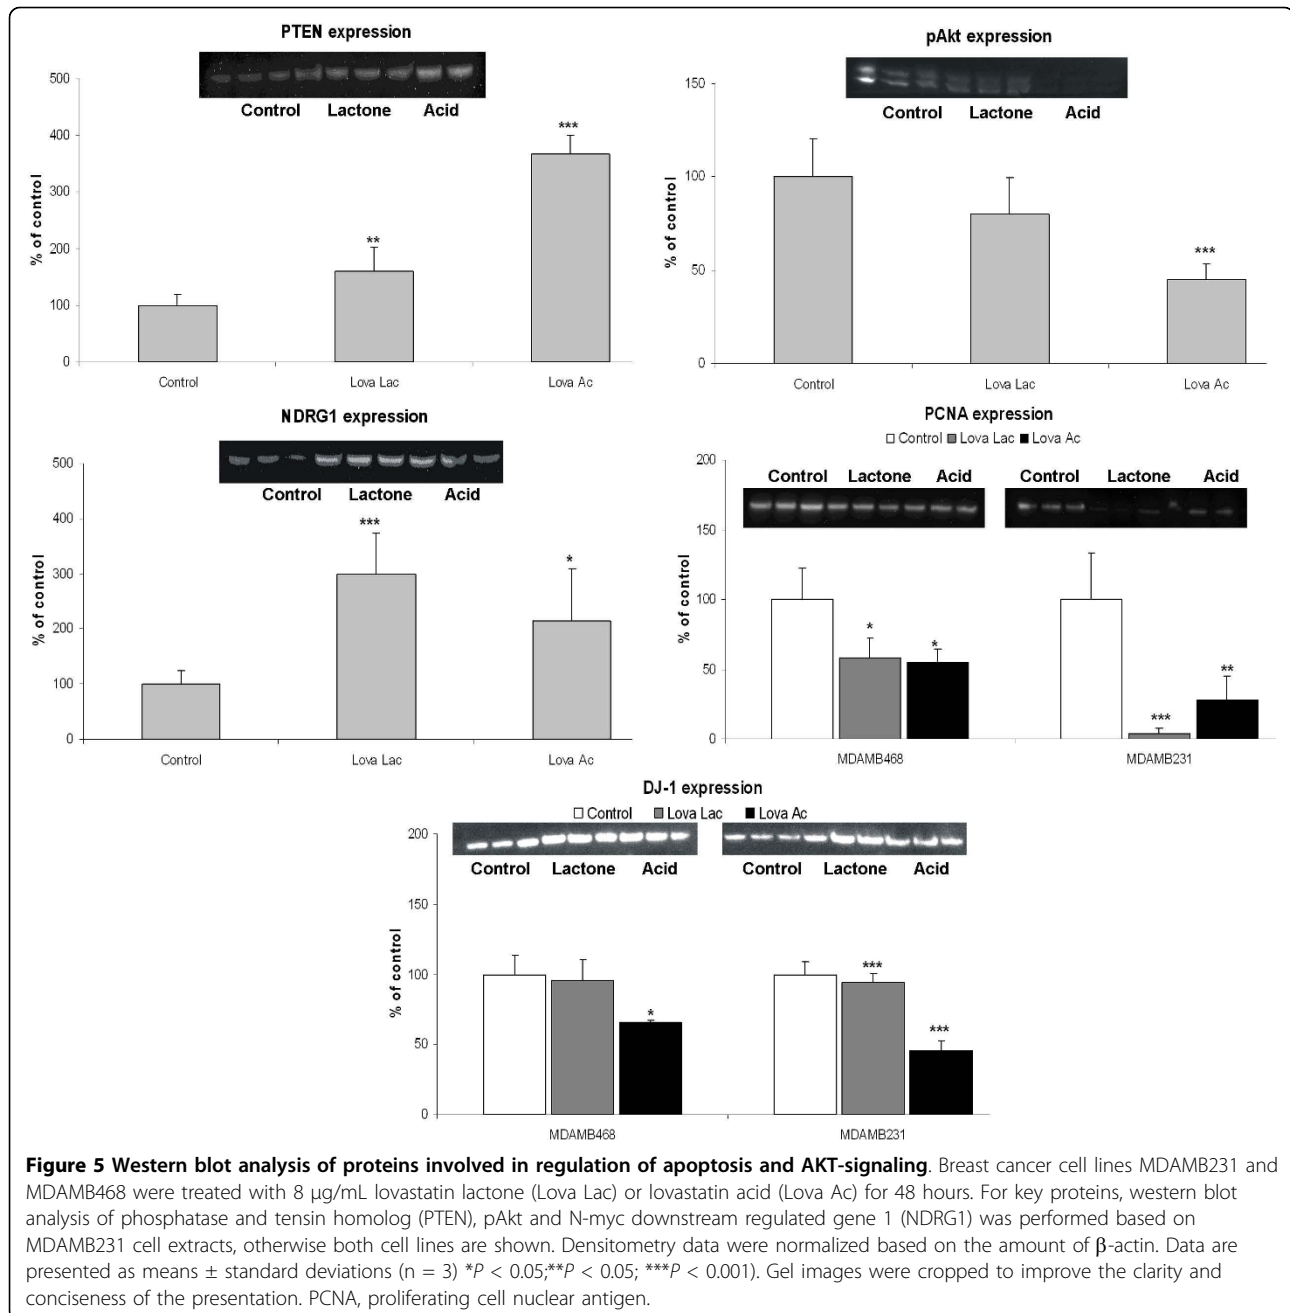 PTEN expression
Control Lactone Acid
500
400
300
200
100
0
% of control
**
***
Control Lova Lac Lova Ac
pAkt expression
Control Lactone Acid
150
100
50
0
% of control
***
Control Lova Lac Lova Ac
NDRG1 expression
Control Lactone Acid
500
400
300
200
100
0
% of control
***
*
Control Lova Lac Lova Ac
PCNA expression
Control Lova Lac Lova Ac
Control Lactone Acid Control Lactone Acid
200
150
100
50
0
% of control
*
*
***
**
MDAMB468 MDAMB231
DJ-1 expression
Control Lova Lac Lova Ac
Control Lactone Acid Control Lactone Acid
200
150
100
50
0
% of control
*
***
***
MDAMB468 MDAMB231
Figure 5 Western blot analysis of proteins involved in regulation of apoptosis and AKT-signaling. Breast cancer cell lines MDAMB231 and
MDAMB468 were treated with 8 μg/mL lovastatin lactone (Lova Lac) or lovastatin acid (Lova Ac) for 48 hours. For key proteins, western blot
analysis of phosphatase and tensin homolog (PTEN), pAkt and N-myc downstream regulated gene 1 (NDRG1) was performed based on
MDAMB231 cell extracts, otherwise both cell lines are shown. Densitometry data were normalized based on the amount of β-actin. Data are
presented as means ± standard deviations (n = 3) *P < 0.05;**P < 0.05; ***P < 0.001). Gel images were cropped to improve the clarity and
conciseness of the presentation. PCNA, proliferating cell nuclear antigen.